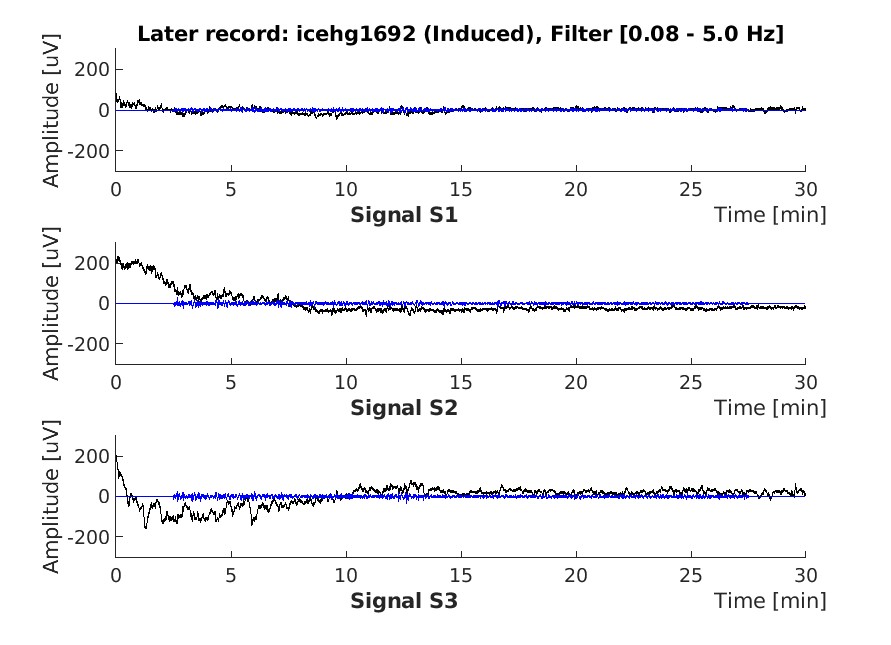 Later record: icehg1692 (Induced), Filter [0.08 - 5.0 Hz]
Amplitude [uV]
200
0
-200
0 5 10 15 20 25 30
Signal S1 Time [min]
Amplitude [uV]
200
0
-200
0 5 10 15 20 25 30
Signal S2 Time [min]
Amplitude [uV]
200
0
-200
0 5 10 15 20 25 30
Signal S3 Time [min]